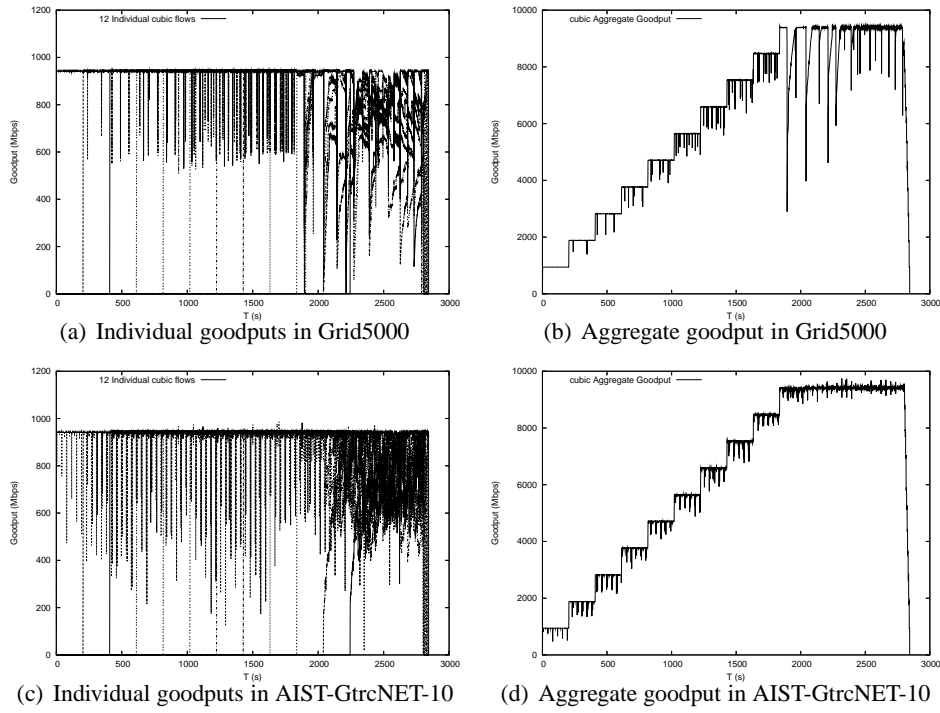 12 Individual cubic flows
1200
1000
800
600
400
200
0
Goodput (Mbps)
0 500 1000 1500 2000 2500 3000
T (s)
(a) Individual goodputs in Grid5000
cubic Aggregate Goodput
10000
8000
6000
4000
2000
0
Goodput (Mbps)
0 500 1000 1500 2000 2500 3000
T (s)
(b) Aggregate goodput in Grid5000
12 Individual cubic flows
1200
1000
800
600
400
200
0
Goodput (Mbps)
0 500 1000 1500 2000 2500 3000
T (s)
(c) Individual goodputs in AIST-GtrcNET-10
cubic Aggregate Goodput
10000
8000
6000
4000
2000
0
Goodput (Mbps)
0 500 1000 1500 2000 2500 3000
T (s)
(d) Aggregate goodput in AIST-GtrcNET-10